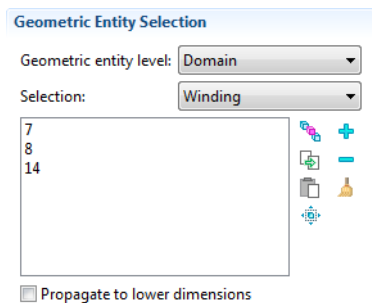 Geometric Entity Selection
Geometric entity level: Domain
Selection: Winding
7
8
14
Propagate to lower dimensions